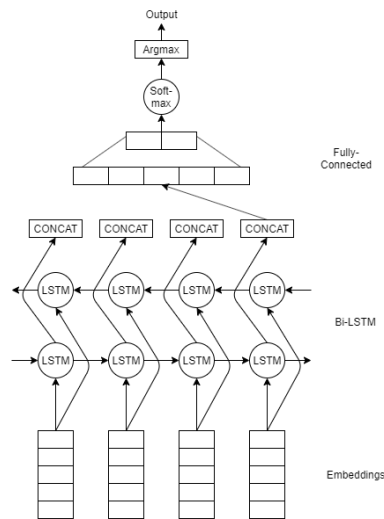 Output
Argmax
Soft-
max
Fully-
Connected
CONCAT CONCAT CONCAT CONCAT
LSTM LSTM LSTM LSTM
Bi-LSTM
LSTM LSTM LSTM LSTM
Embeddings